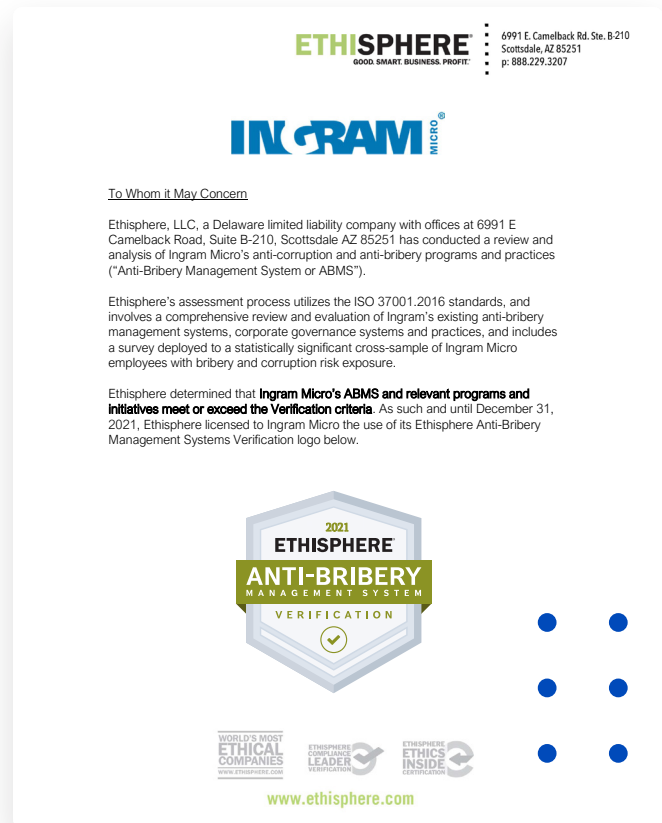 ETHISPHERE
GOOD. SMART. BUSINESS. PROFIT.
6991 E. Camelback Rd. Ste. B-210
Scottsdale, AZ 85251
p: 888.229.3207
INGRAM MICRO®
To Whom it May Concern
Ethisphere, LLC, a Delaware limited liability company with offices at 6991 E
Camelback Road, Suite B-210, Scottsdale AZ 85251 has conducted a review and
analysis of Ingram Micro's anti-corruption and anti-bribery programs and practices
("Anti-Bribery Management System or ABMS").
Ethisphere's assessment process utilizes the ISO 37001.2016 standards, and
involves a comprehensive review and evaluation of Ingram's existing anti-bribery
management systems, corporate governance systems and practices, and includes
a survey deployed to a statistically significant cross-sample of Ingram Micro
employees with bribery and corruption risk exposure.
Ethisphere determined that Ingram Micro's ABMS and relevant programs and
initiatives meet or exceed the Verification criteria. As such and until December 31,
2021, Ethisphere licensed to Ingram Micro the use of its Ethisphere Anti-Bribery
Management Systems Verification logo below.
2021
ETHISPHERE
ANTI-BRIBERY
MANAGEMENT SYSTEM
VERIFICATION
WORLD'S MOST
ETHICAL
COMPANIES
WWW.ETHISPHERE.COM
ETHISPHERE
COMPLIANCE
LEADER
VERIFICATION
ETHISPHERE
ETHICS
INSIDE
CERTIFICATION
www.ethisphere.com